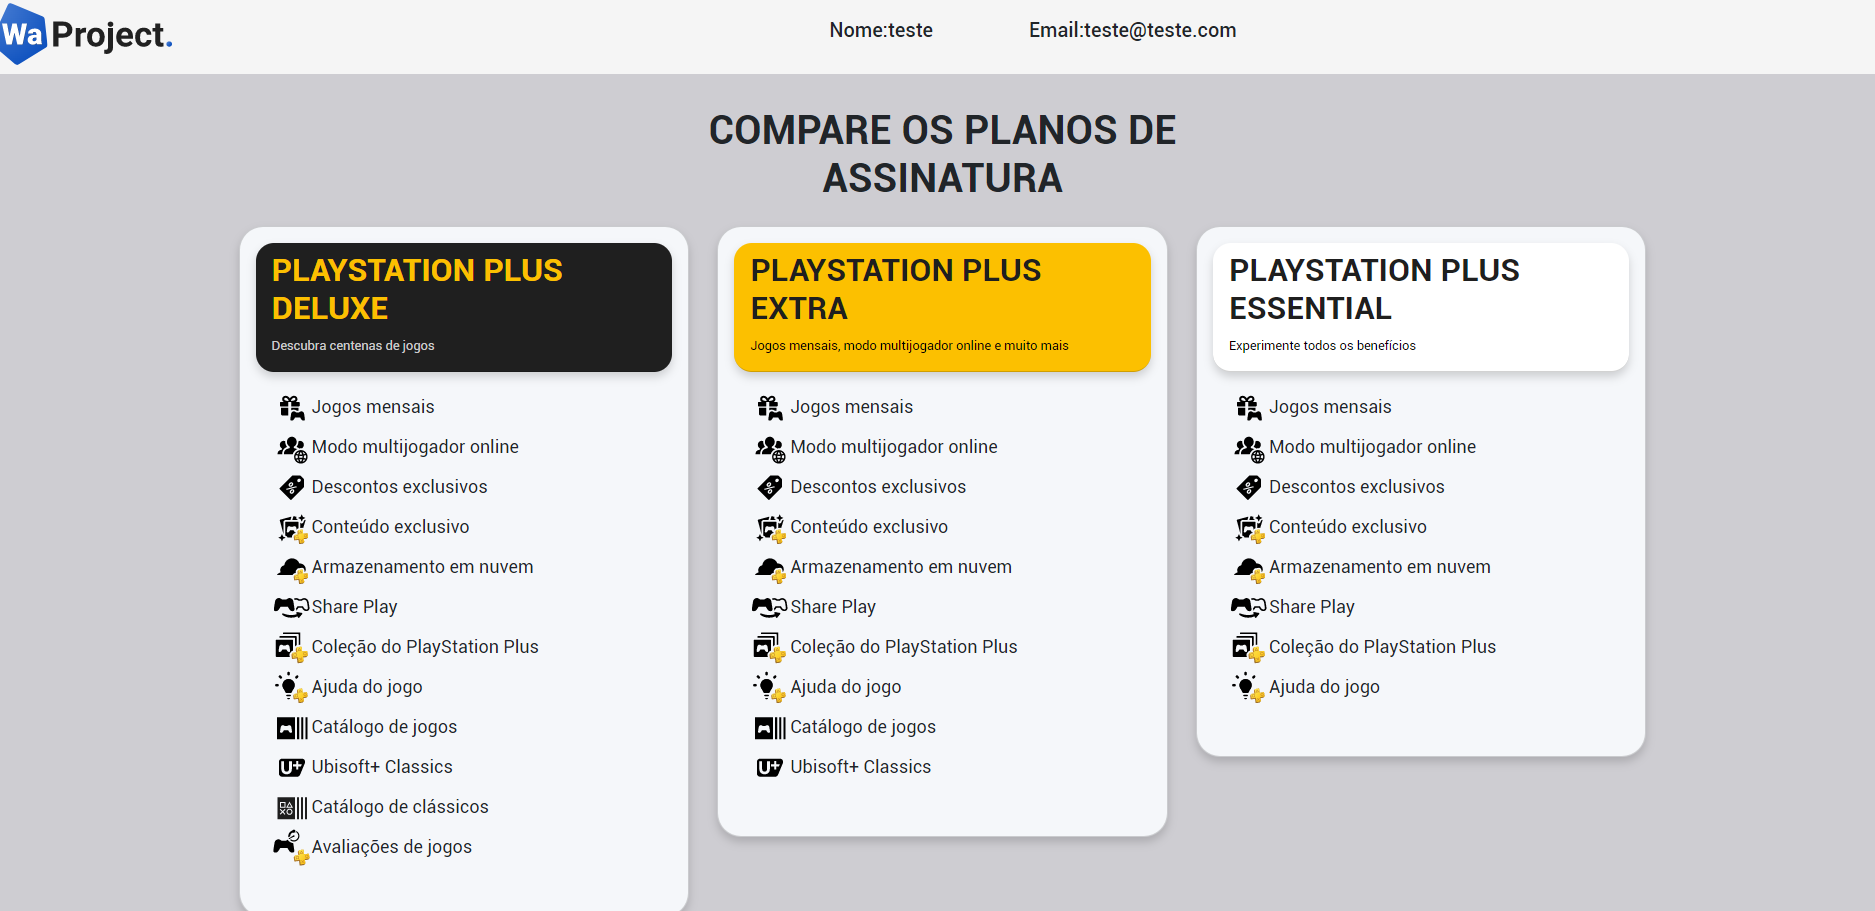 Wa Project.
Nome:teste
Email:teste@teste.com
COMPARE OS PLANOS DE
ASSINATURA
PLAYSTATION PLUS
DELUXE
Descubra centenas de jogos
Jogos mensais
Modo multijogador online
Descontos exclusivos
Conteúdo exclusivo
Armazenamento em nuvem
Share Play
Coleção do PlayStation Plus
Ajuda do jogo
Catálogo de jogos
Ubisoft+ Classics
Catálogo de clássicos
Avaliações de jogos
PLAYSTATION PLUS
EXTRA
Jogos mensais, modo multijogador online e muito mais
Jogos mensais
Modo multijogador online
Descontos exclusivos
Conteúdo exclusivo
Armazenamento em nuvem
Share Play
Coleção do PlayStation Plus
Ajuda do jogo
Catálogo de jogos
Ubisoft+ Classics
PLAYSTATION PLUS
ESSENTIAL
Experimente todos os benefícios
Jogos mensais
Modo multijogador online
Descontos exclusivos
Conteúdo exclusivo
Armazenamento em nuvem
Share Play
Coleção do PlayStation Plus
Ajuda do jogo